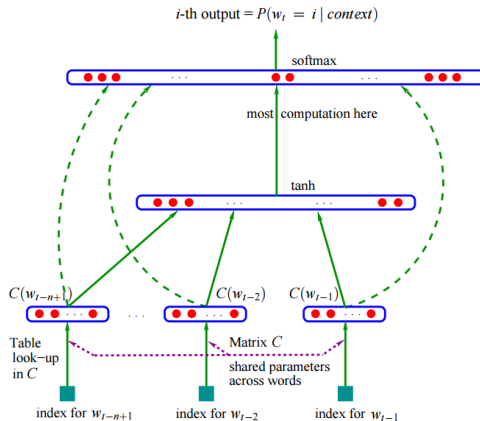 i-th output = P(w_t = i | context)
softmax
. . . . . .
most computation here
tanh
. . . . . .
C(w_{t−n+1}) C(w_{t−2}) C(w_{t−1})
. . . . . . . . . . . .
Table look−up in C
Matrix C
shared parameters across words
index for w_{t−n+1} index for w_{t−2} index for w_{t−1}